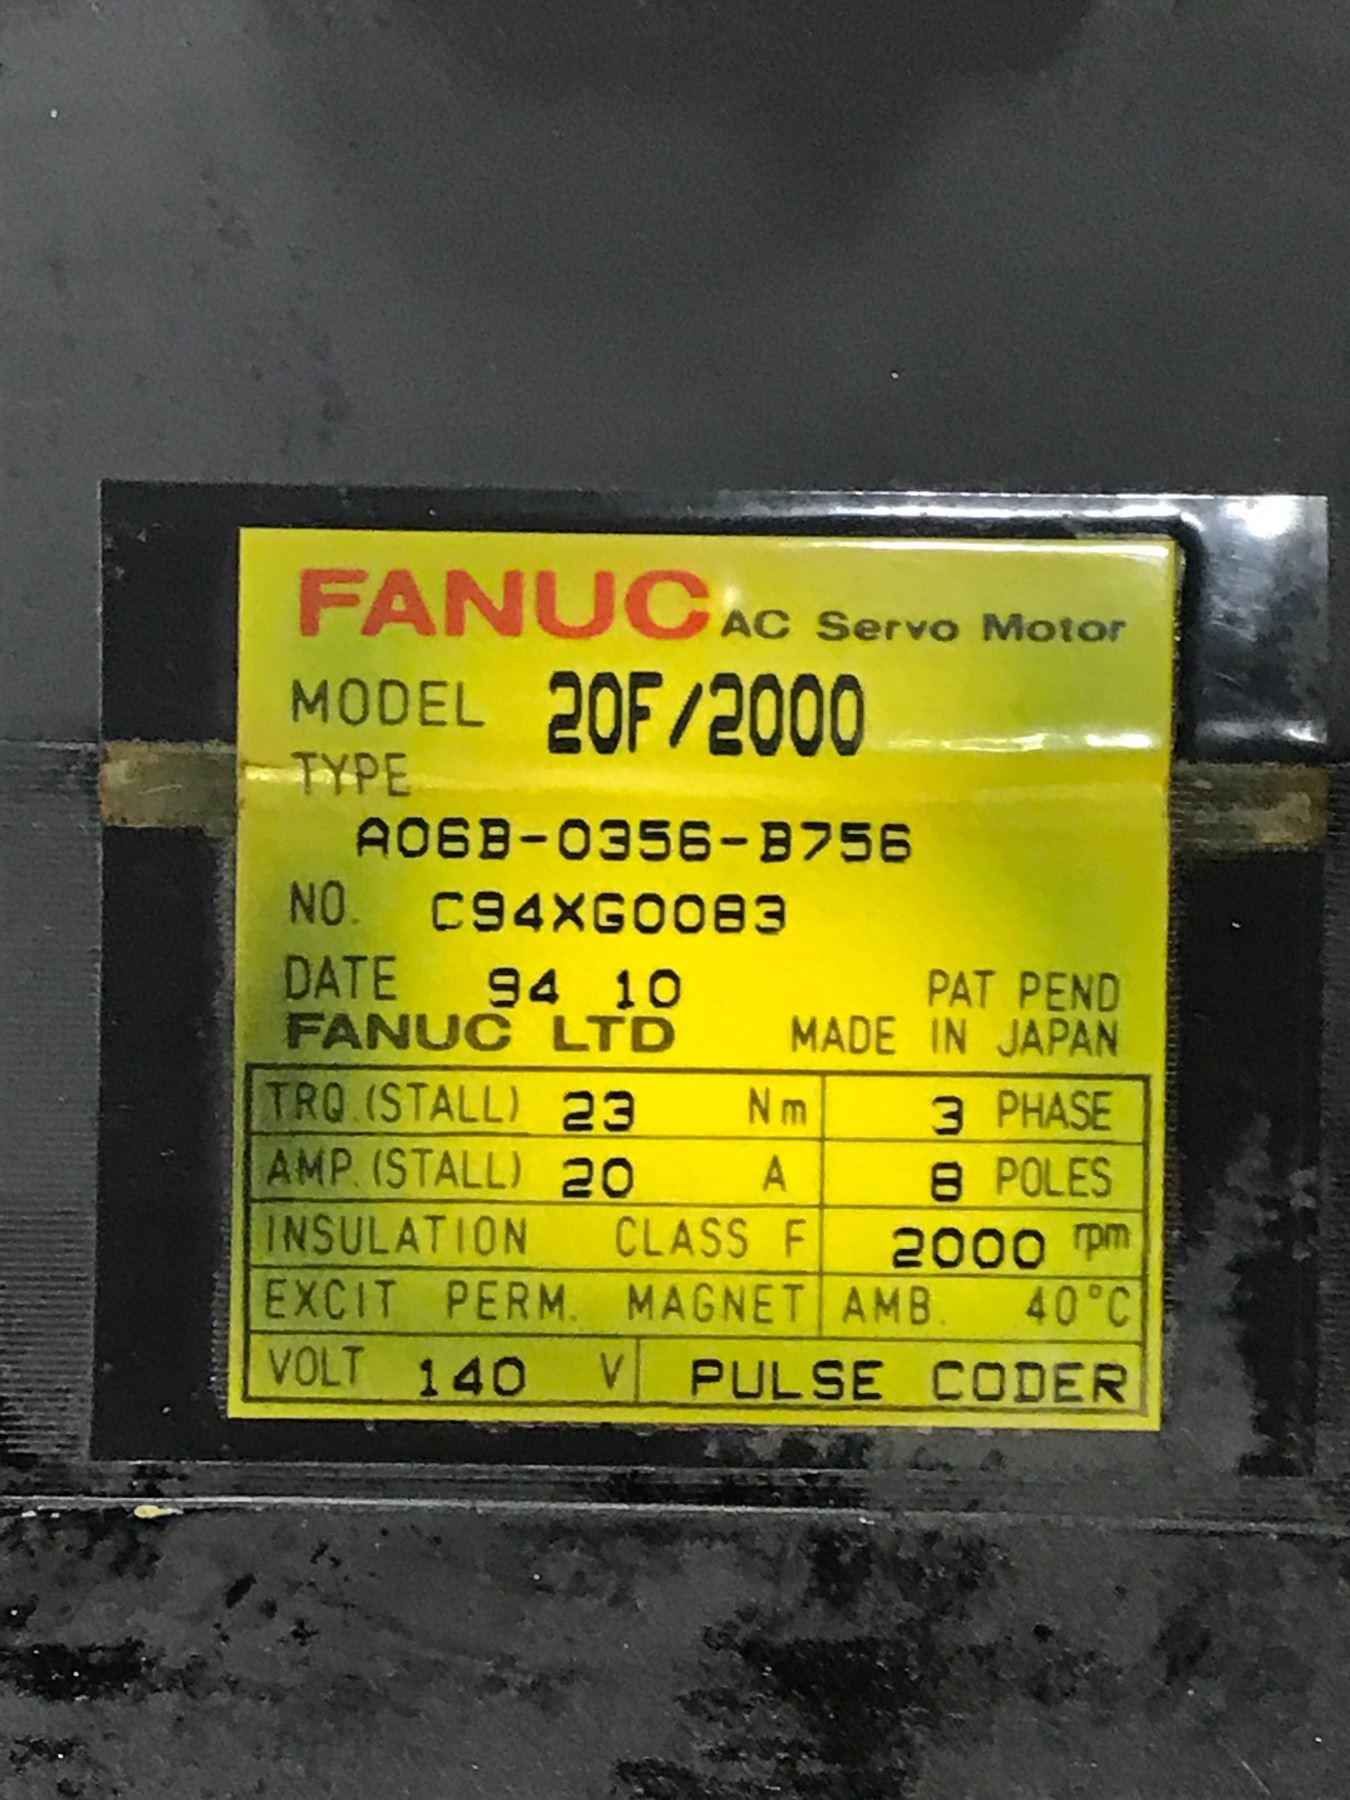 FANUC AC Servo Motor
MODEL 20F/2000
TYPE
A06B-0356-B756
NO. C94XG0083
DATE 94 10 PAT PEND
FANUC LTD MADE IN JAPAN
TRQ.(STALL) 23 Nm 3 PHASE
AMP.(STALL) 20 A 8 POLES
INSULATION CLASS F 2000 rpm
EXCIT PERM. MAGNET AMB. 40°C
VOLT 140 V PULSE CODER